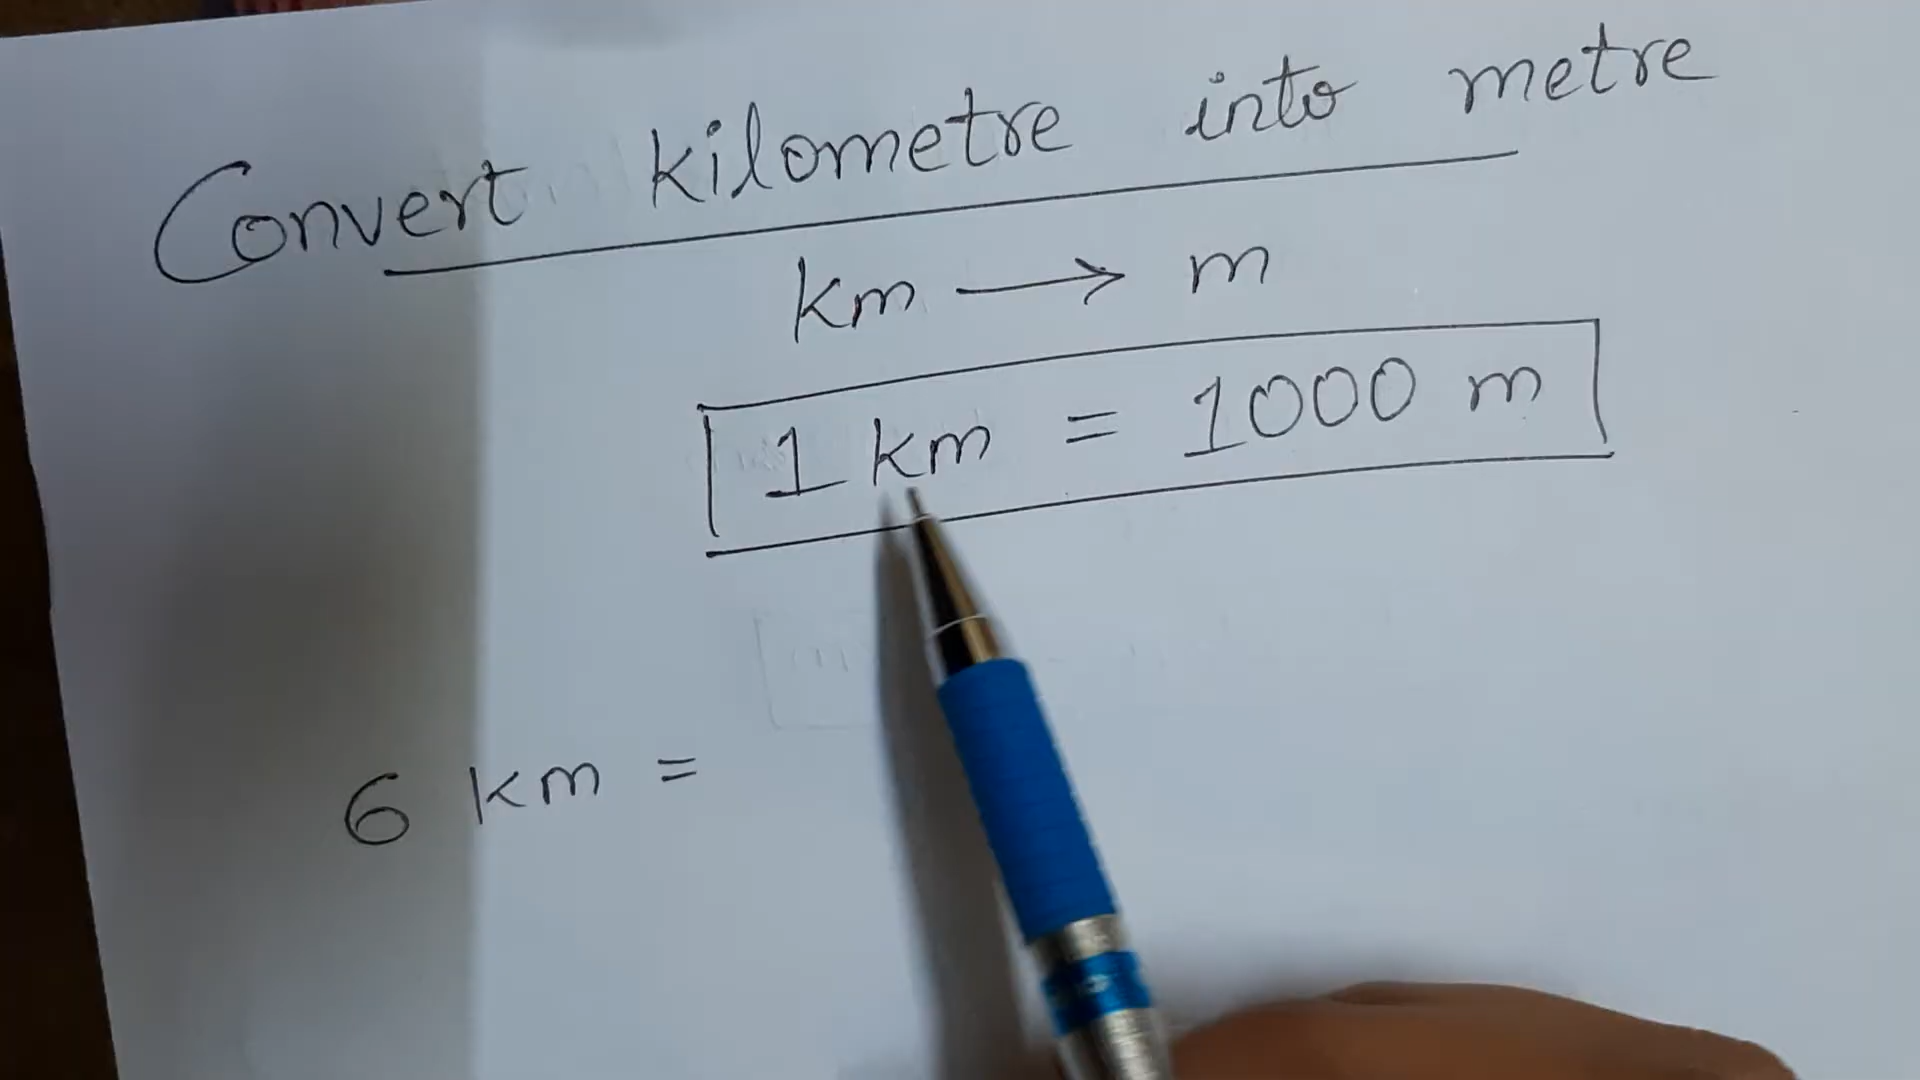 Convert kilometre into metre
km → m
1 km = 1000 m
6 km =